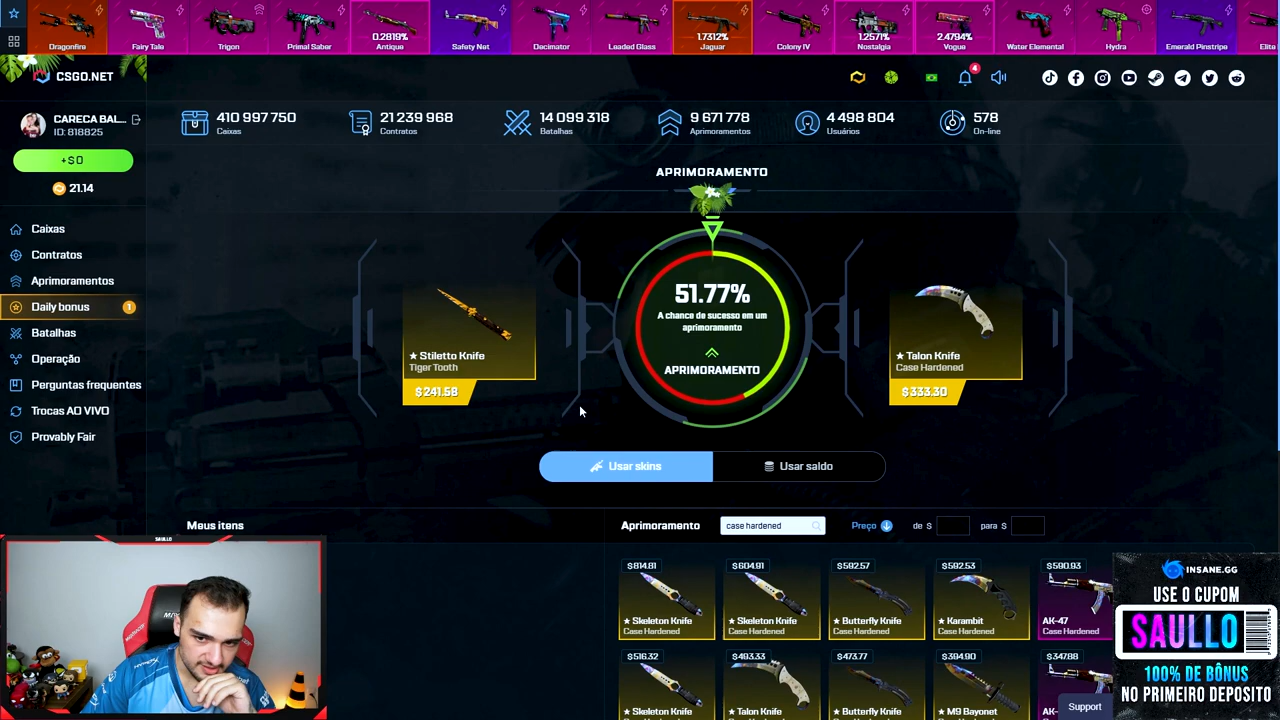 Dragonfire
Fairy Tale
Trigon
Primal Saber
0.2819%
Antique
Safety Net
Decimator
Leaded Glass
1.7312%
Jaguar
Colony IV
1.2571%
Nostalgia
2.4794%
Vogue
Water Elemental
Hydra
Emerald Pinstripe
Elite
CSGO.NET
4
CARECA BAL...
ID: 818825
+$0
21.14
410 997 750
Caixas
21 239 968
Contratos
14 099 318
Batalhas
9 671 778
Aprimoramentos
4 498 804
Usuários
578
On-line
Caixas
Contratos
Aprimoramentos
Daily bonus 1
Batalhas
Operação
Perguntas frequentes
Trocas AO VIVO
Provably Fair
APRIMORAMENTO
★ Stiletto Knife
Tiger Tooth
$241.58
51.77%
A chance de sucesso em um
aprimoramento
APRIMORAMENTO
★ Talon Knife
Case Hardened
$333.30
Usar skins
Usar saldo
Meus itens
Aprimoramento
case hardened
Preço
de $
para $
$814.81
★ Skeleton Knife
Case Hardened
$604.91
★ Skeleton Knife
Case Hardened
$592.57
★ Butterfly Knife
Case Hardened
$592.53
★ Karambit
Case Hardened
$590.93
AK-47
Case Hardened
$516.32
★ Skeleton Knife
$493.33
★ Talon Knife
$473.77
★ Butterfly Knife
$394.90
★ M9 Bayonet
$347.88
AK-
SAULLO
INSANE.GG
USE O CUPOM
SAULLO
100% DE BÔNUS
NO PRIMEIRO DEPOSITO
Support